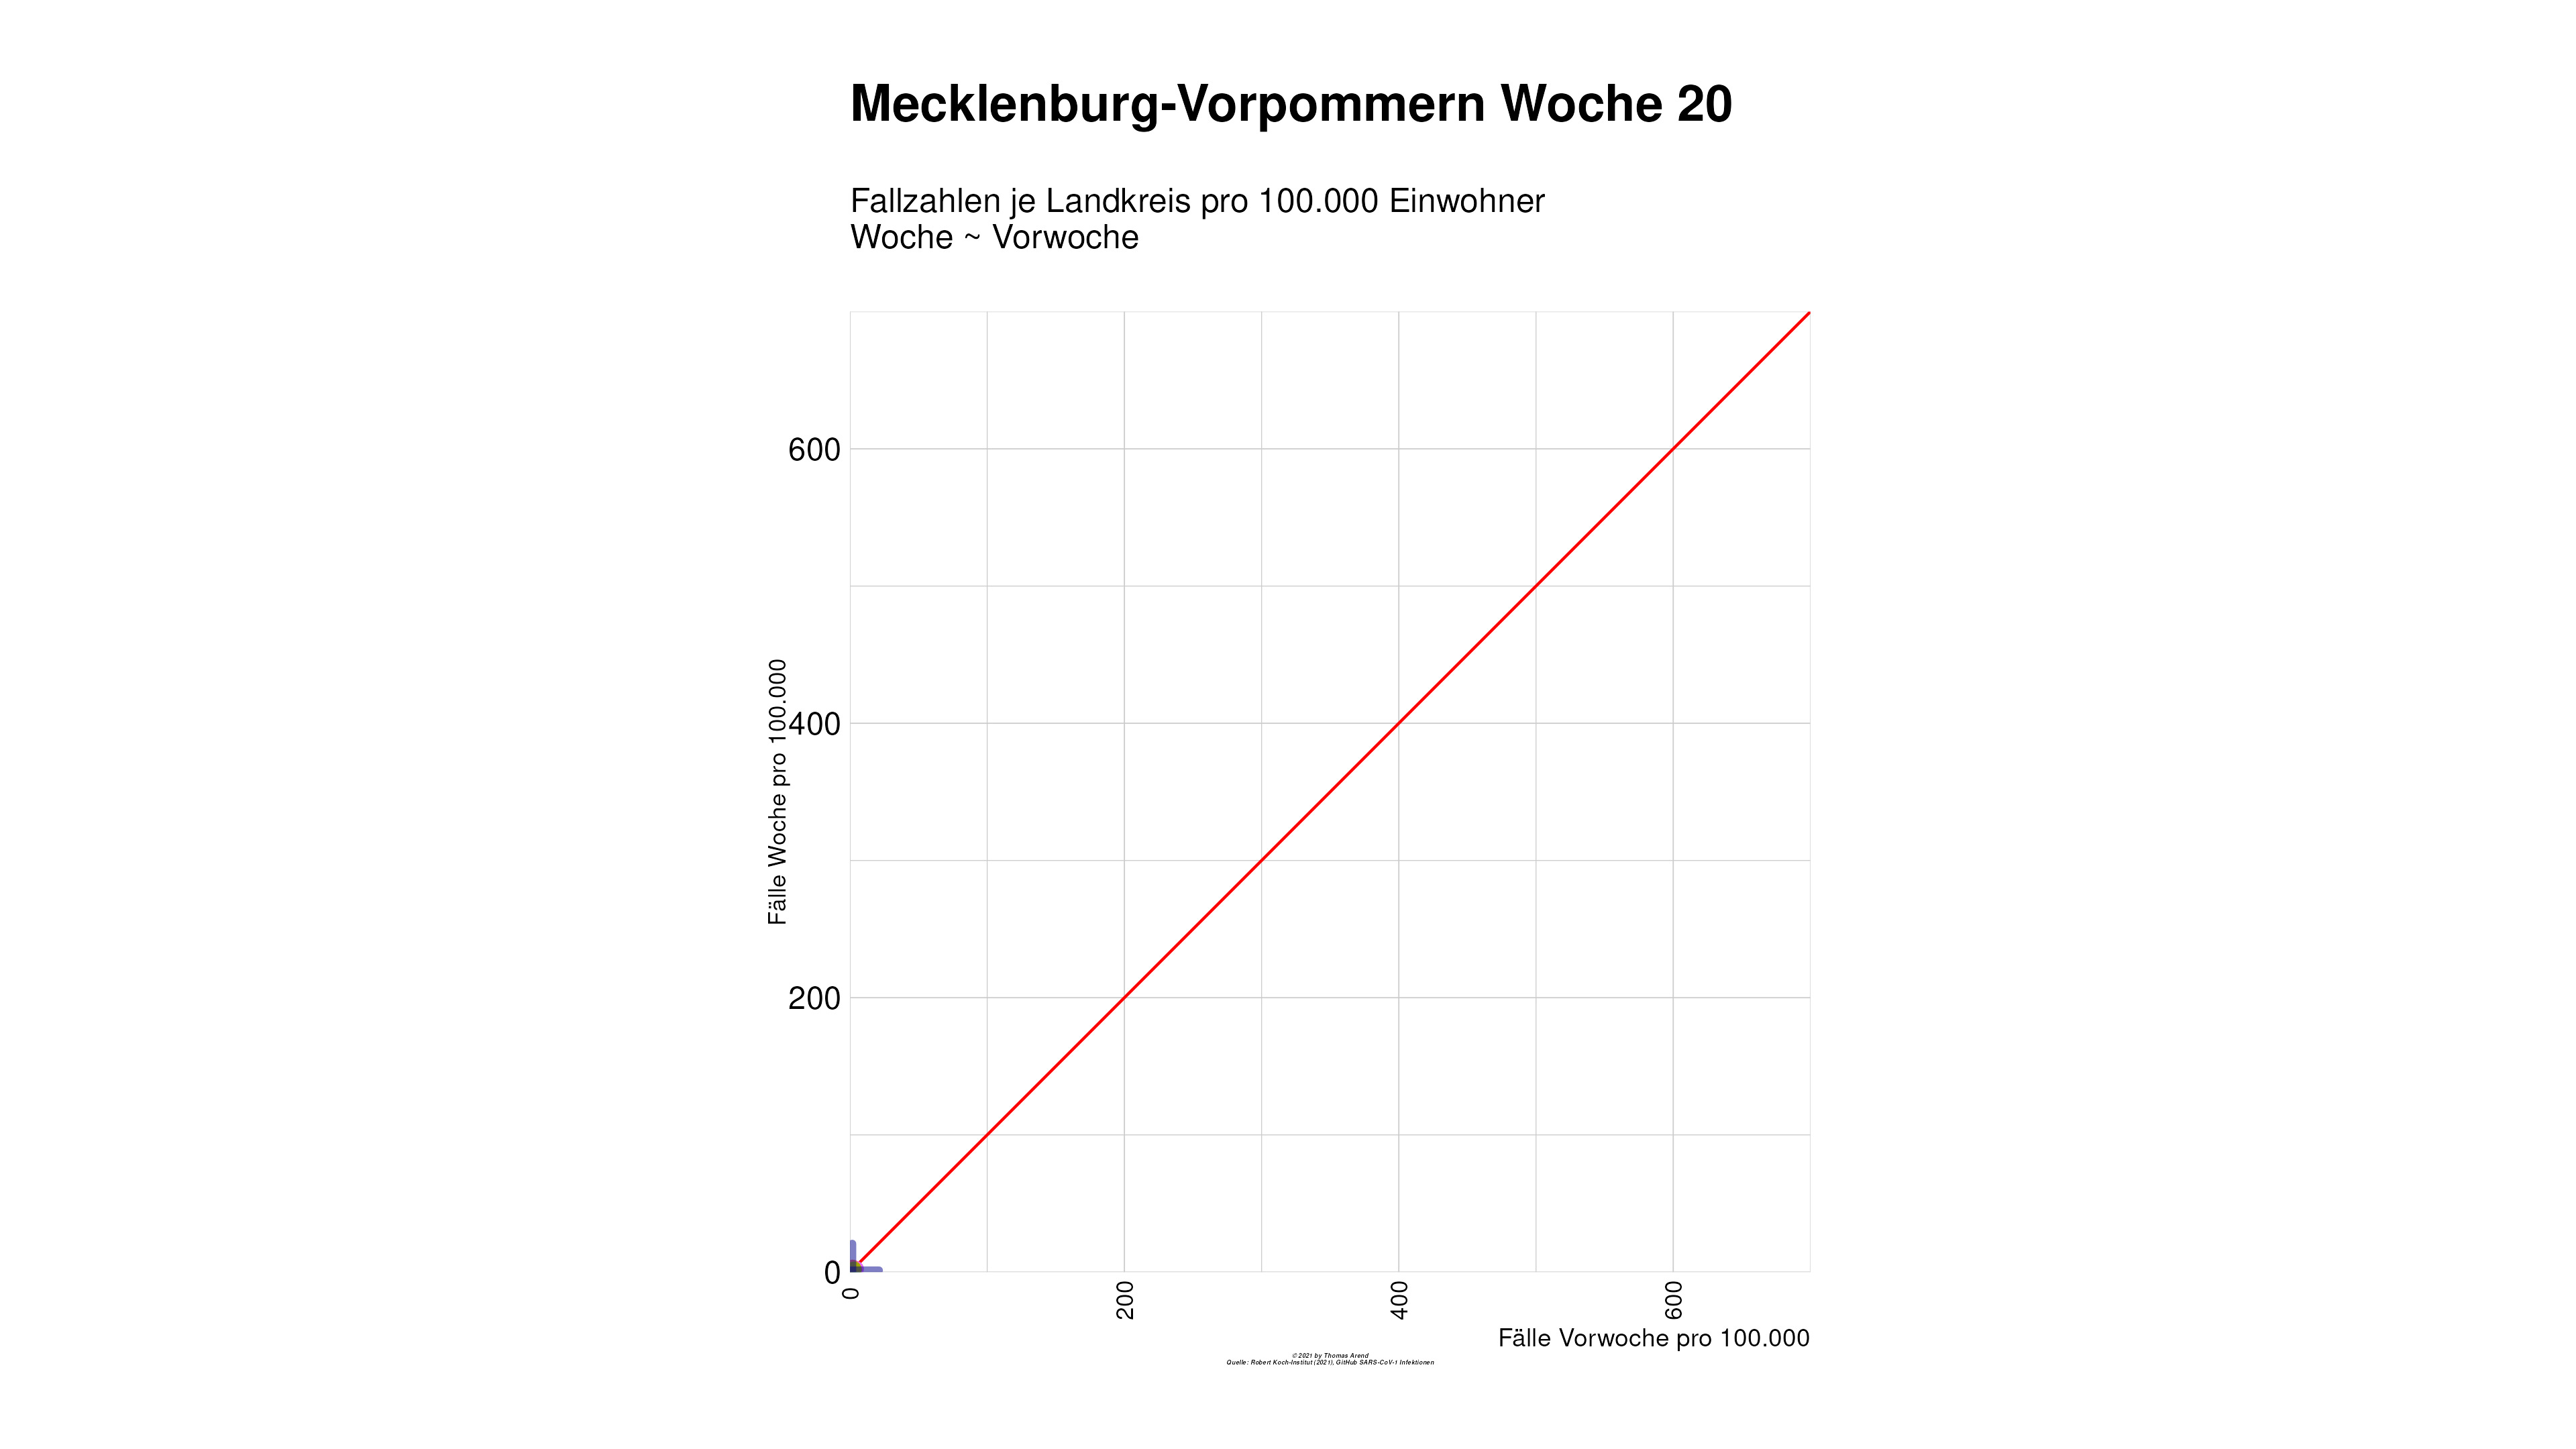 Mecklenburg-Vorpommern Woche 20
Fallzahlen je Landkreis pro 100.000 Einwohner
Woche ~ Vorwoche
Fälle Woche pro 100.000
600
400
200
0
0
200
400
600
Fälle Vorwoche pro 100.000
© 2021 by Thomas Arend
Quelle: Robert Koch-Institut (2021), GitHub SARS-CoV-1 Infektionen